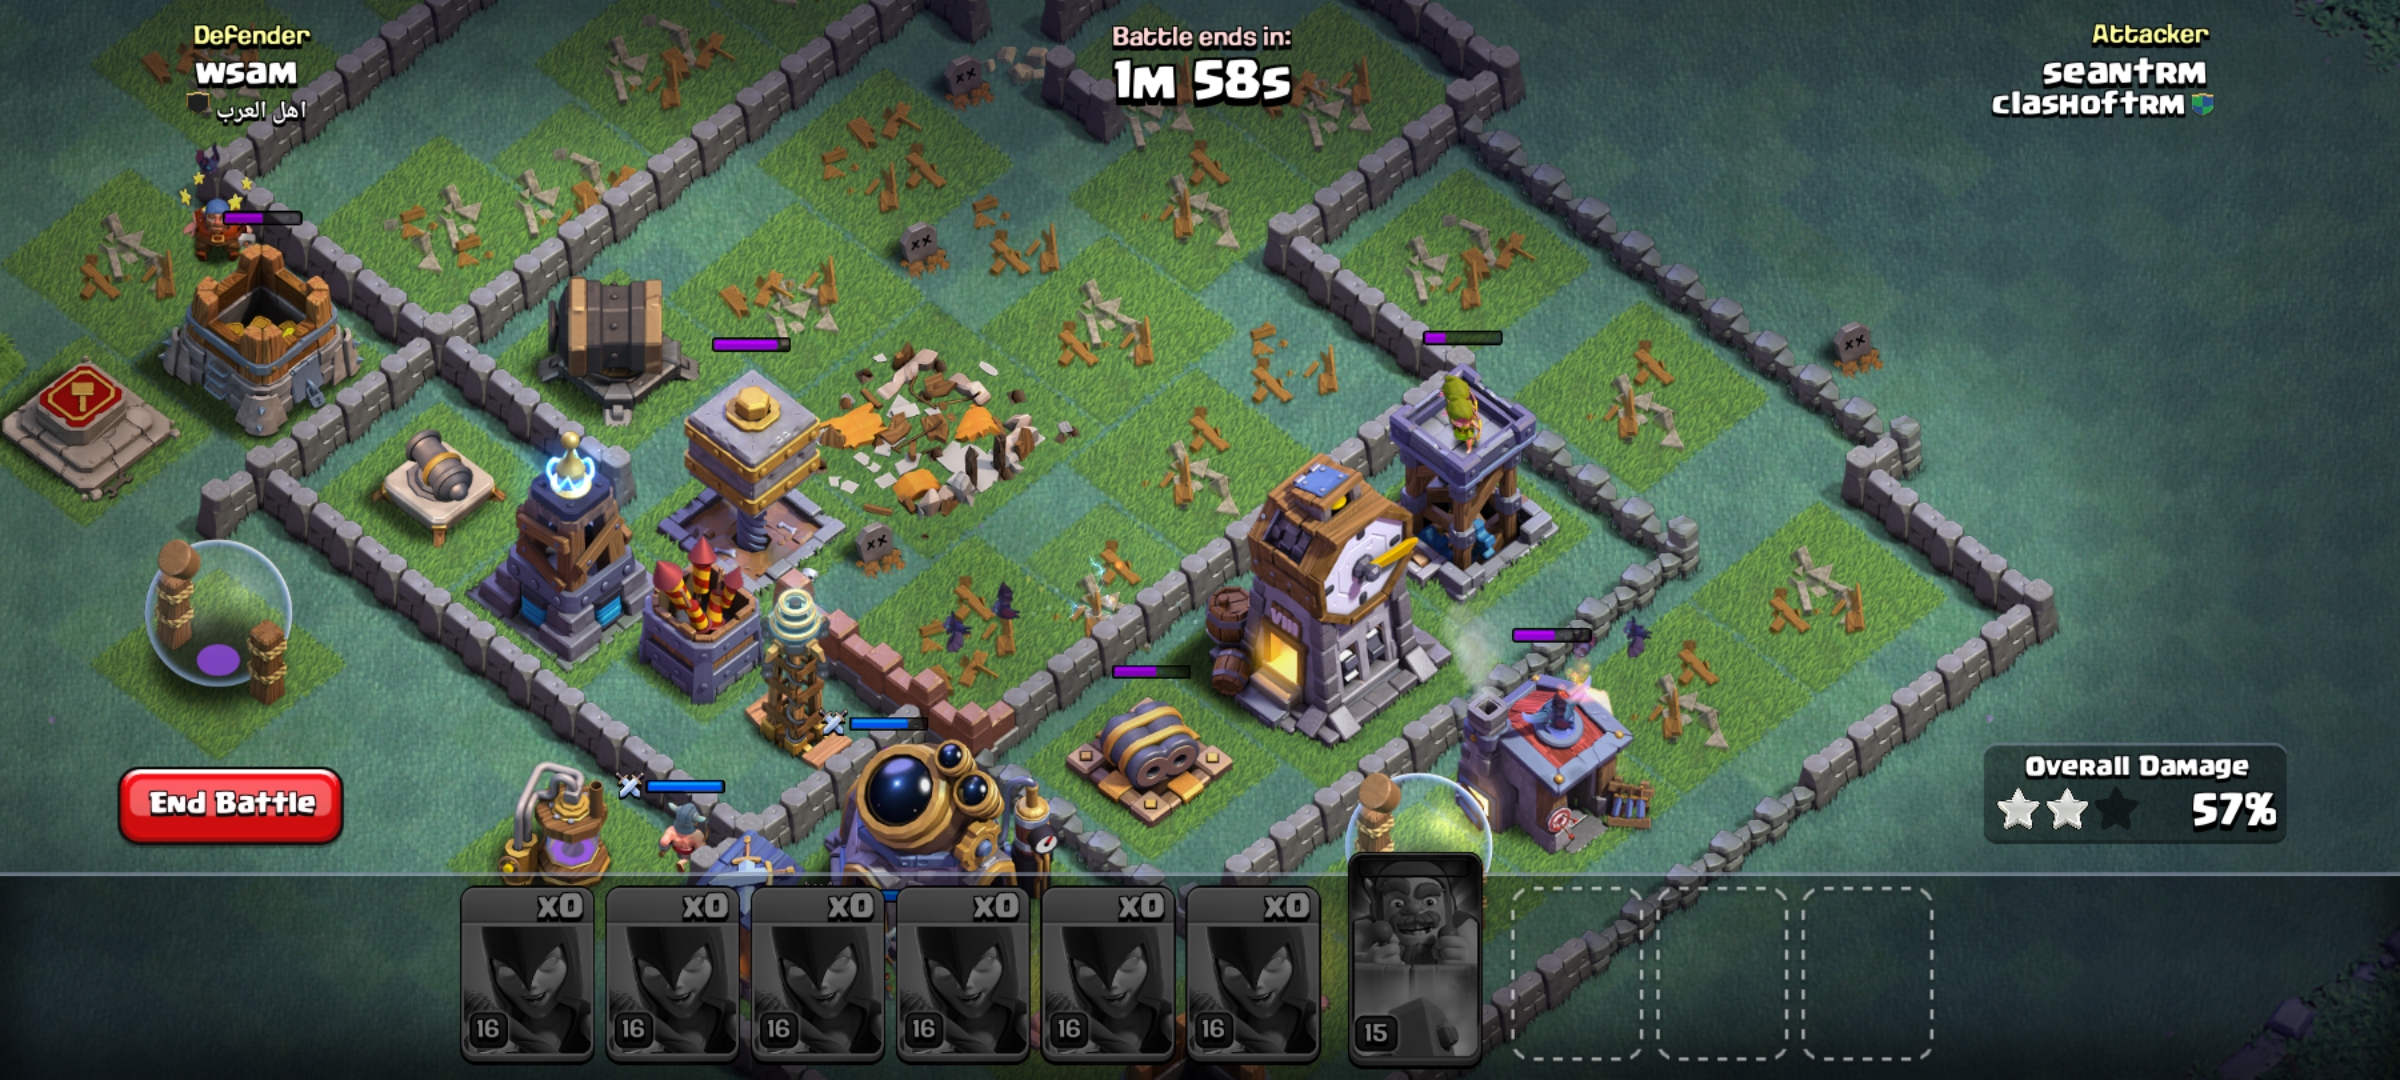 Defender
wsam
اهل العرب
Battle ends in:
1M 58s
Attacker
seantRM
clashoftRM
End Battle
Overall Damage
57%
x0
x0
x0
x0
x0
x0
16
16
16
16
16
16
15